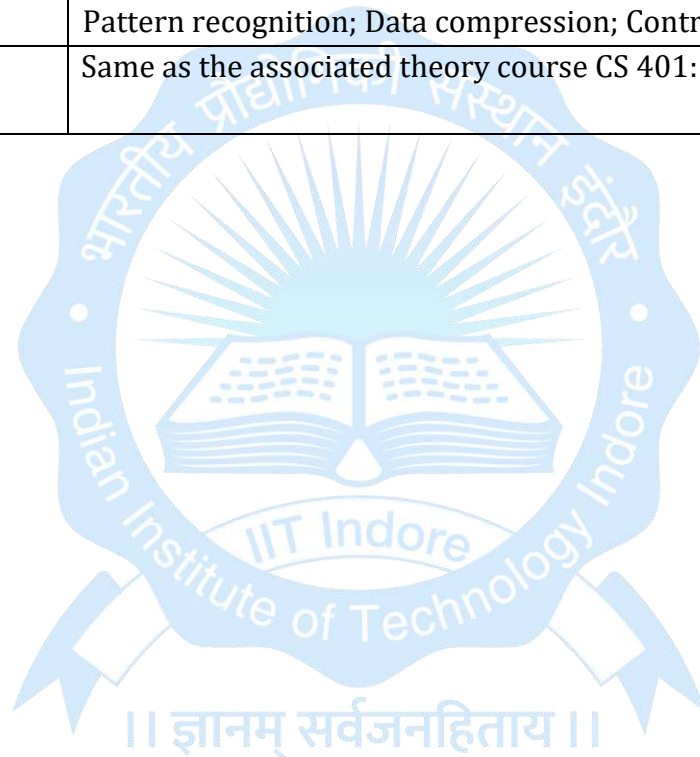 Pattern recognition; Data compression; Contr
Same as the associated theory course CS 401:
भारतीय प्रौद्योगिकी संस्थान इंदौर
Indian Institute of Technology Indore
IIT Indore
।। ज्ञानम् सर्वजनहिताय ।।